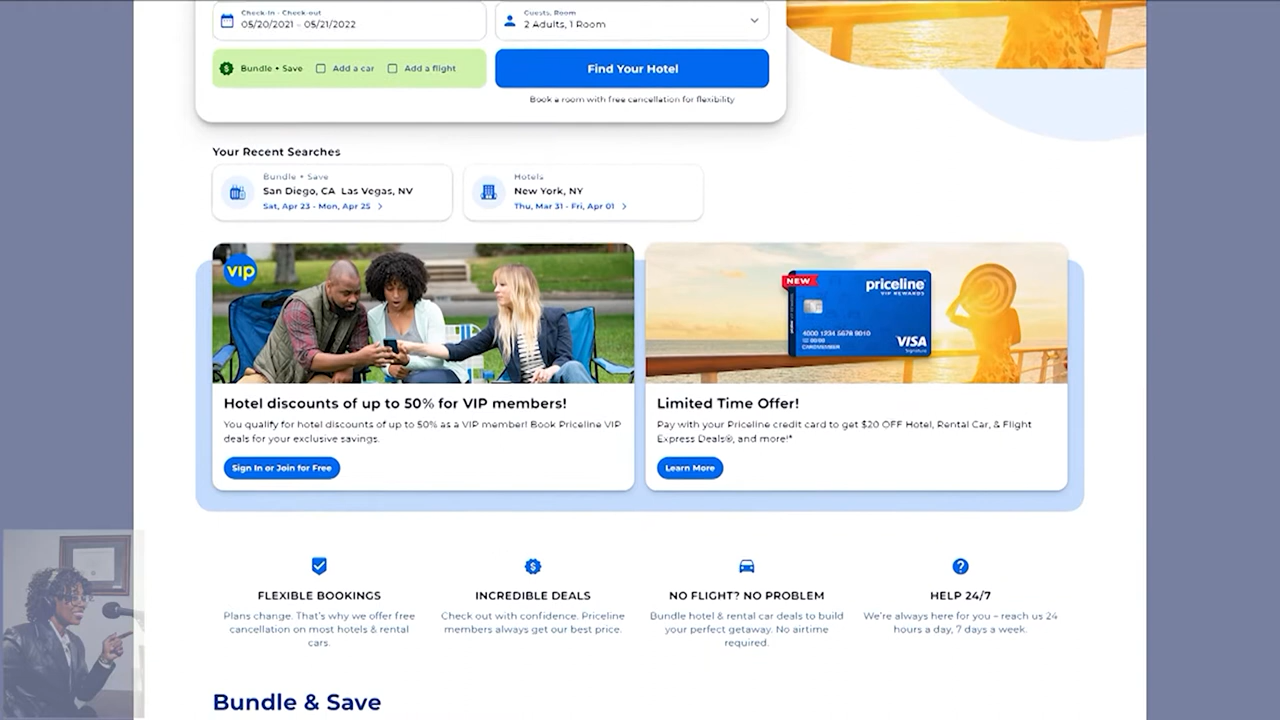 Check-in - Check-out
05/20/2021 - 05/21/2022
Guests, Room
2 Adults, 1 Room
Bundle + Save
Add a car
Add a flight
Find Your Hotel
Book a room with free cancellation for flexibility
Your Recent Searches
Bundle + Save
San Diego, CA Las Vegas, NV
Sat, Apr 23 - Mon, Apr 25
Hotels
New York, NY
Thu, Mar 31 - Fri, Apr 01
vip
Hotel discounts of up to 50% for VIP members!
You qualify for hotel discounts of up to 50% as a VIP member! Book Priceline VIP
deals for your exclusive savings.
Sign In or Join for Free
NEW
priceline
VIP REWARDS
4000 1234 5678 9010
CARDMEMBER
VISA
Signature
Limited Time Offer!
Pay with your Priceline credit card to get $20 OFF Hotel, Rental Car, & Flight
Express Deals®, and more!*
Learn More
FLEXIBLE BOOKINGS
Plans change. That's why we offer free
cancellation on most hotels & rental
cars.
INCREDIBLE DEALS
Check out with confidence. Priceline
members always get our best price.
NO FLIGHT? NO PROBLEM
Bundle hotel & rental car deals to build
your perfect getaway. No airtime
required.
HELP 24/7
We're always here for you – reach us 24
hours a day, 7 days a week.
Bundle & Save